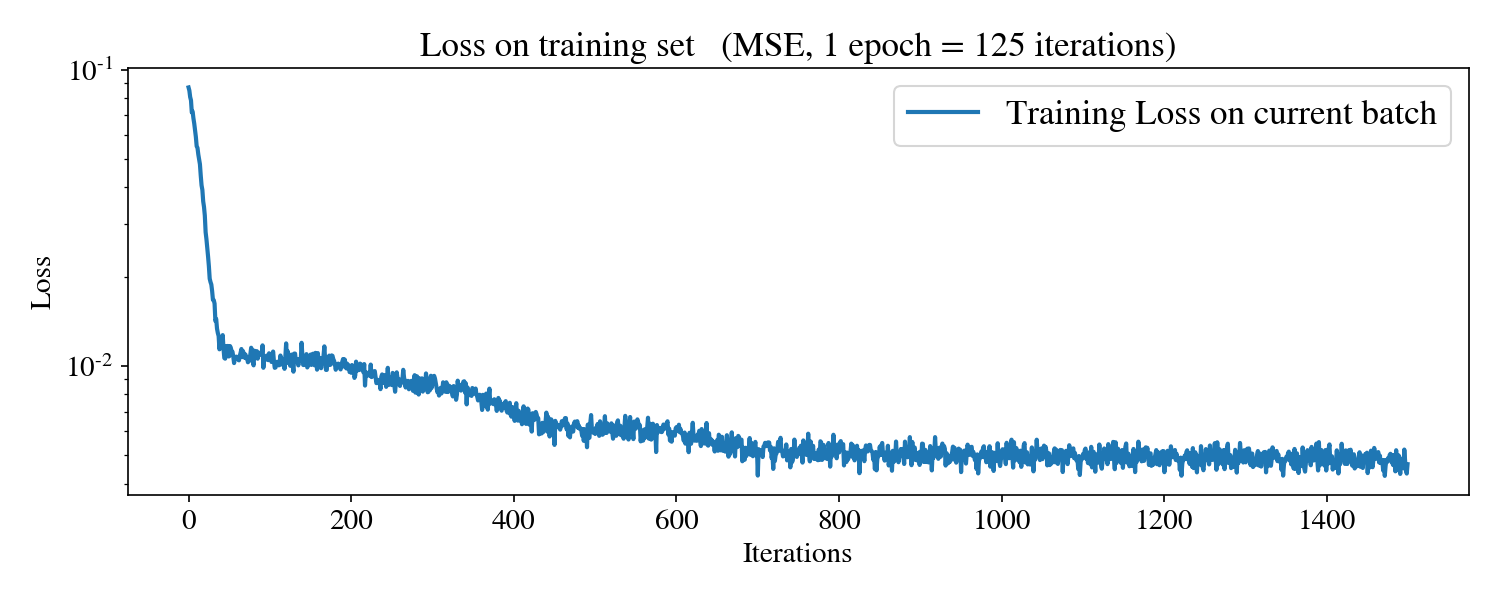 Loss on training set (MSE, 1 epoch = 125 iterations)
Training Loss on current batch
10^-1
10^-2
Loss
0 200 400 600 800 1000 1200 1400
Iterations